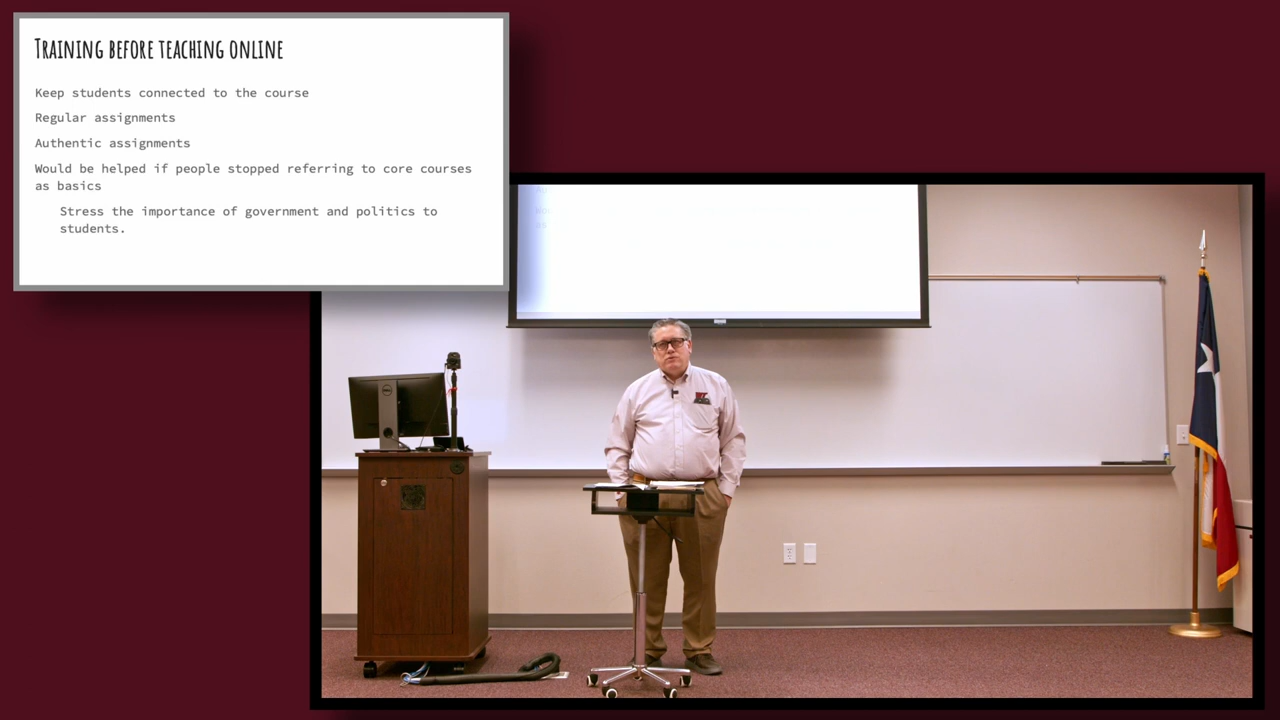 Training before teaching online
Keep students connected to the course
Regular assignments
Authentic assignments
Would be helped if people stopped referring to core courses
as basics
Stress the importance of government and politics to
students.